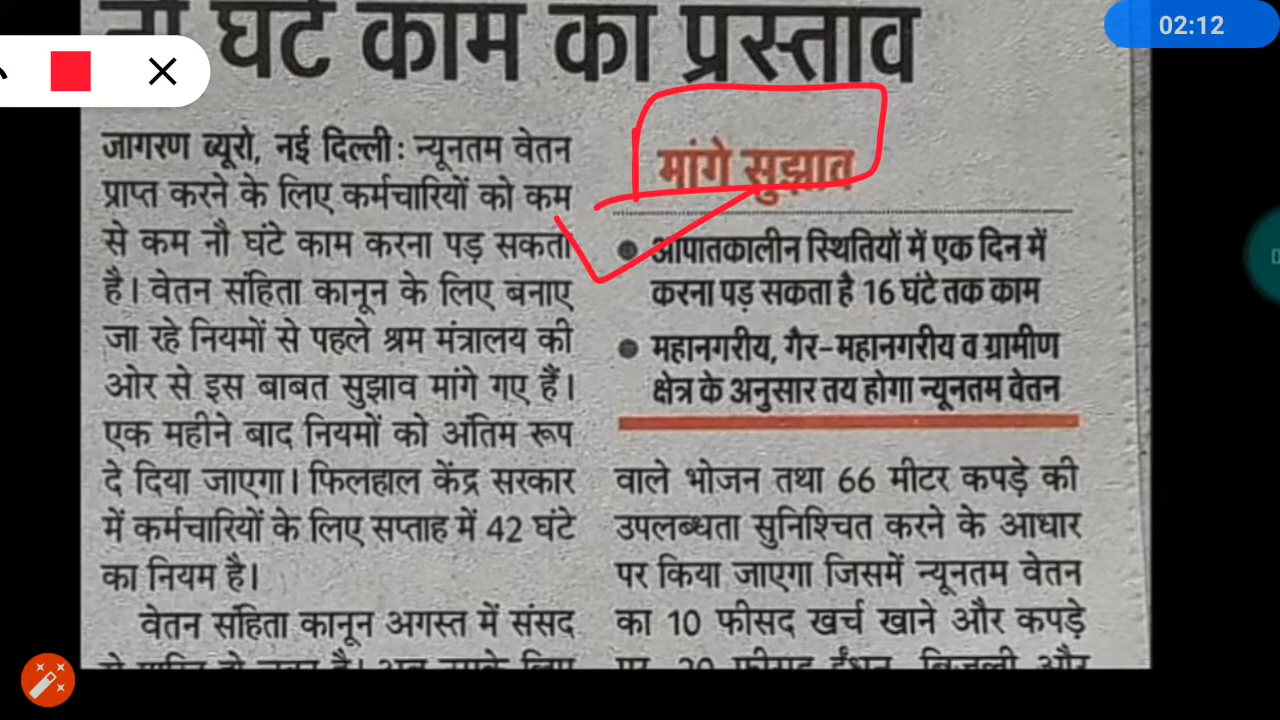 02:12
नौ घंटे काम का प्रस्ताव
जागरण ब्यूरो, नई दिल्ली: न्यूनतम वेतन
प्राप्त करने के लिए कर्मचारियों को कम
से कम नौ घंटे काम करना पड़ सकता
है। वेतन संहिता कानून के लिए बनाए
जा रहे नियमों से पहले श्रम मंत्रालय की
ओर से इस बाबत सुझाव मांगे गए हैं।
एक महीने बाद नियमों को अंतिम रूप
दे दिया जाएगा। फिलहाल केंद्र सरकार
में कर्मचारियों के लिए सप्ताह में 42 घंटे
का नियम है।
वेतन संहिता कानून अगस्त में संसद
मांगे सुझाव
आपातकालीन स्थितियों में एक दिन में
करना पड़ सकता है 16 घंटे तक काम
महानगरीय, गैर-महानगरीय व ग्रामीण
क्षेत्र के अनुसार तय होगा न्यूनतम वेतन
वाले भोजन तथा 66 मीटर कपड़े की
उपलब्धता सुनिश्चित करने के आधार
पर किया जाएगा जिसमें न्यूनतम वेतन
का 10 फीसद खर्च खाने और कपड़े